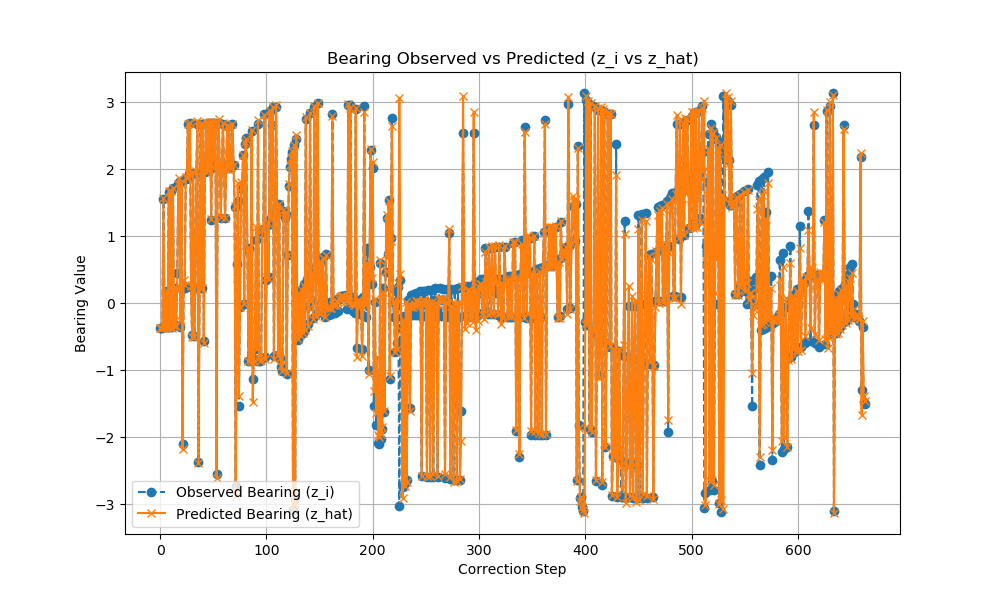 Bearing Observed vs Predicted (z_i vs z_hat)
Bearing Value
3
2
1
0
−1
−2
−3
Observed Bearing (z_i)
Predicted Bearing (z_hat)
0
100
200
300
400
500
600
Correction Step